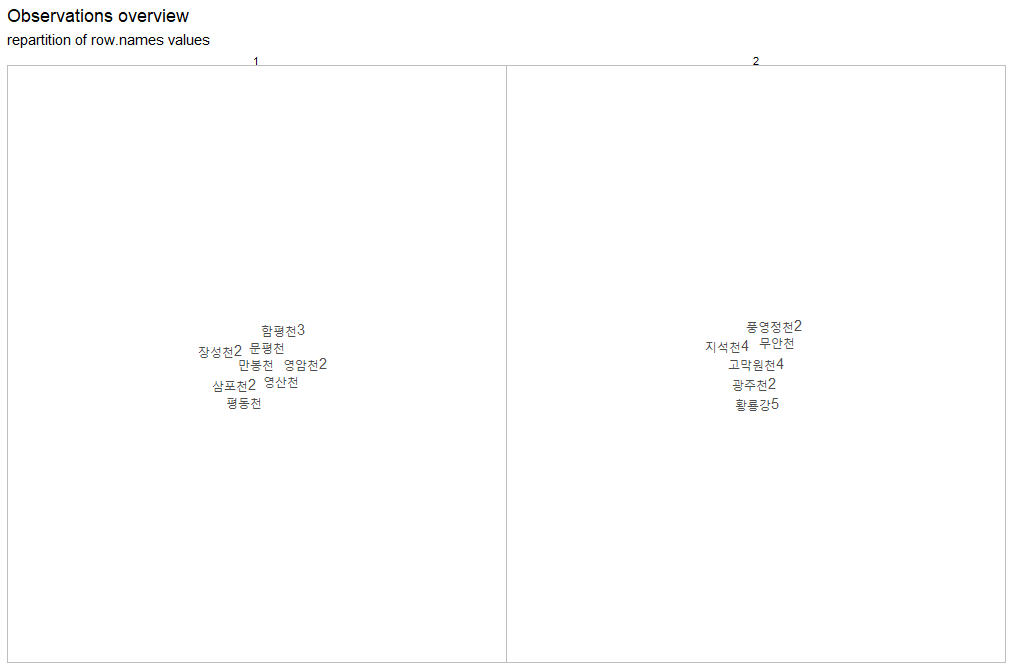 Observations overview
repartition of row.names values
1
2
함평천3
장성천2 문평천
만봉천 영암천2
삼포천2 영산천
평동천
풍영정천2
지석천4 무안천
고막원천4
광주천2
황룡강5